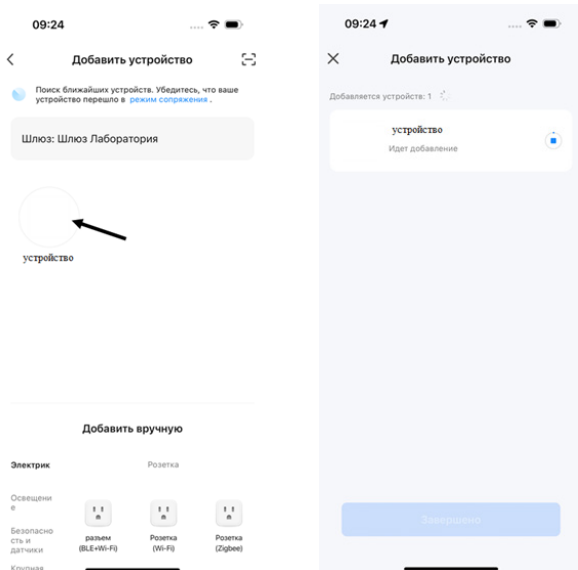 09:24
Добавить устройство
Поиск ближайших устройств. Убедитесь, что ваше
устройство перешло в режим сопряжения .
Шлюз: Шлюз Лаборатория
устройство
Добавить вручную
Электрик
Розетка
Освещени
е
Безопасно
сть и
датчики
Крупная
разъем
(BLE+Wi-Fi)
Розетка
(Wi-Fi)
Розетка
(Zigbee)
09:24
Добавить устройство
Добавляется устройств: 1
устройство
Идет добавление
Завершено